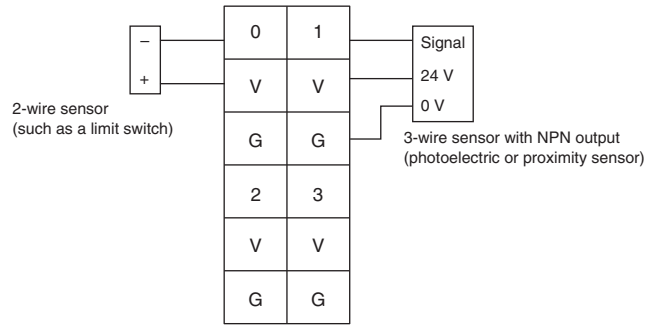 –
+
2-wire sensor
(such as a limit switch)
0 1
V V
G G
2 3
V V
G G
Signal
24 V
0 V
3-wire sensor with NPN output
(photoelectric or proximity sensor)